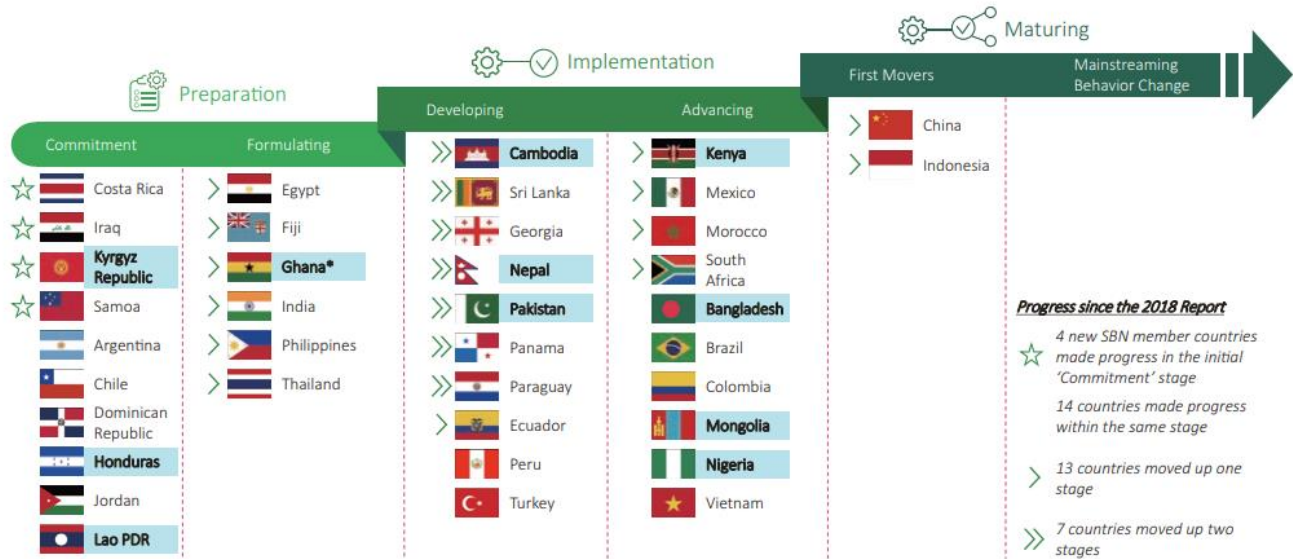 Preparation
Implementation
Maturing
Commitment
Formulating
Developing
Advancing
First Movers
Mainstreaming
Behavior Change
Costa Rica
Iraq
Kyrgyz
Republic
Samoa
Argentina
Chile
Dominican
Republic
Honduras
Jordan
Lao PDR
Egypt
Fiji
Ghana*
India
Philippines
Thailand
Cambodia
Sri Lanka
Georgia
Nepal
Pakistan
Panama
Paraguay
Ecuador
Peru
Turkey
Kenya
Mexico
Morocco
South
Africa
Bangladesh
Brazil
Colombia
Mongolia
Nigeria
Vietnam
China
Indonesia
Progress since the 2018 Report
4 new SBN member countries
made progress in the initial
‘Commitment’ stage
14 countries made progress
within the same stage
13 countries moved up one
stage
7 countries moved up two
stages